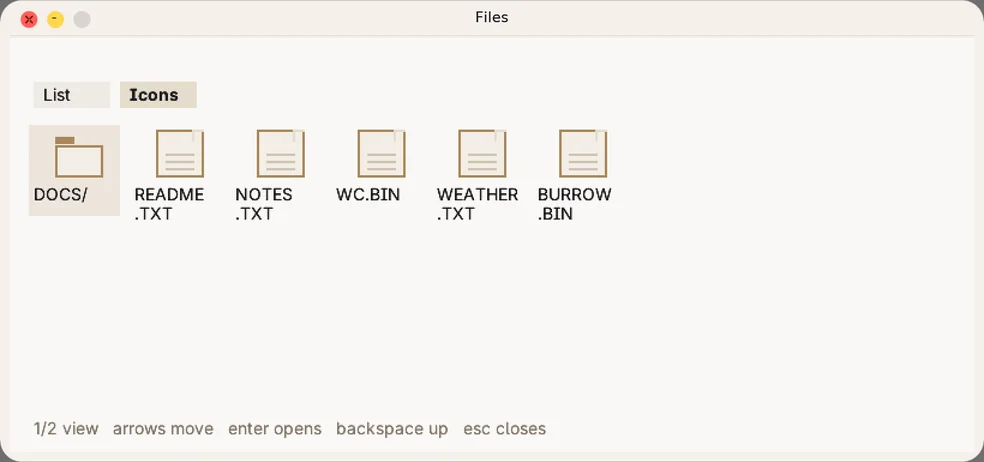 Files
List Icons
DOCS/ README NOTES WC.BIN WEATHER BURROW
.TXT .TXT .TXT .BIN
1/2 view arrows move enter opens backspace up esc closes